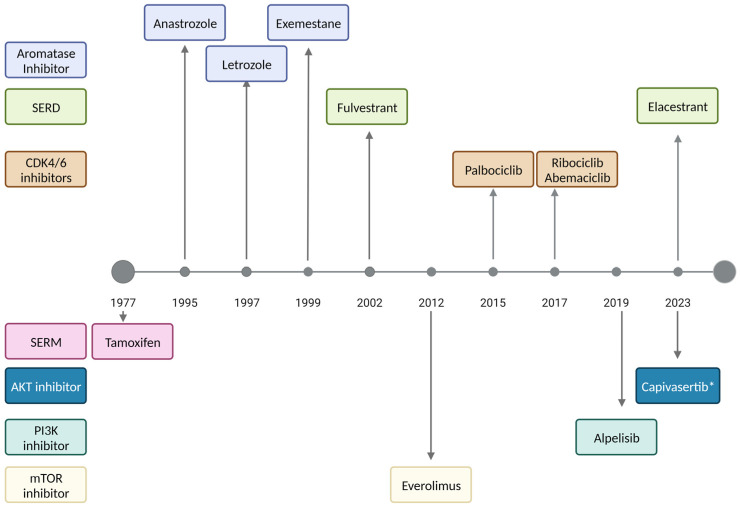 Anastrozole
Exemestane
Aromatase
Inhibitor
Letrozole
SERD
Fulvestrant
Elacestrant
CDK4/6
inhibitors
Palbociclib
Ribociclib
Abemaciclib
1977
1995
1997
1999
2002
2012
2015
2017
2019
2023
SERM
Tamoxifen
AKT inhibitor
Capivasertib*
PI3K
inhibitor
Alpelisib
mTOR
inhibitor
Everolimus